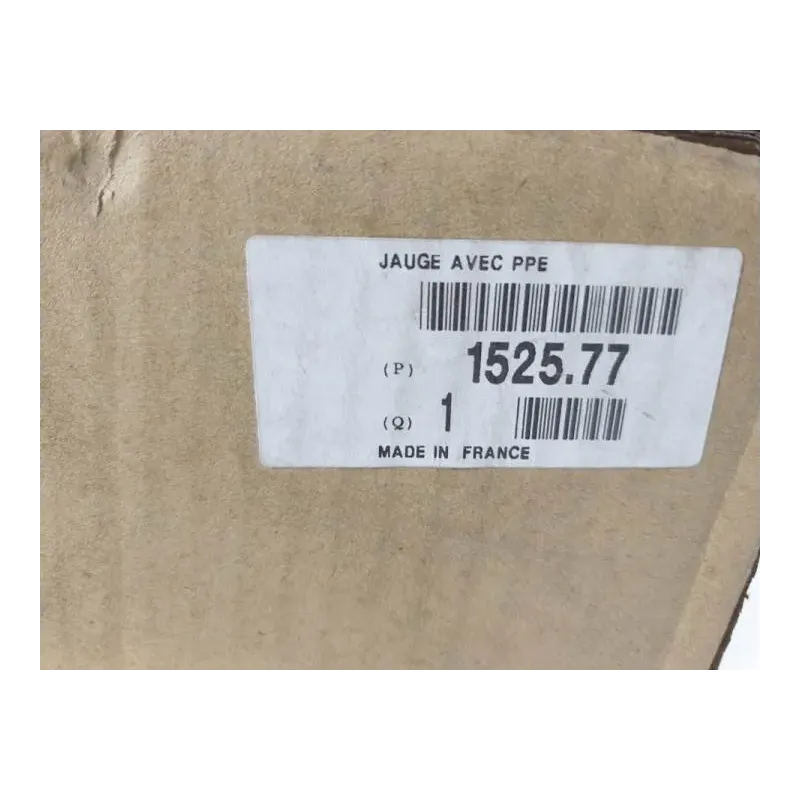 JAUGE AVEC PPE
(P) 1525.77
(Q) 1
MADE IN FRANCE